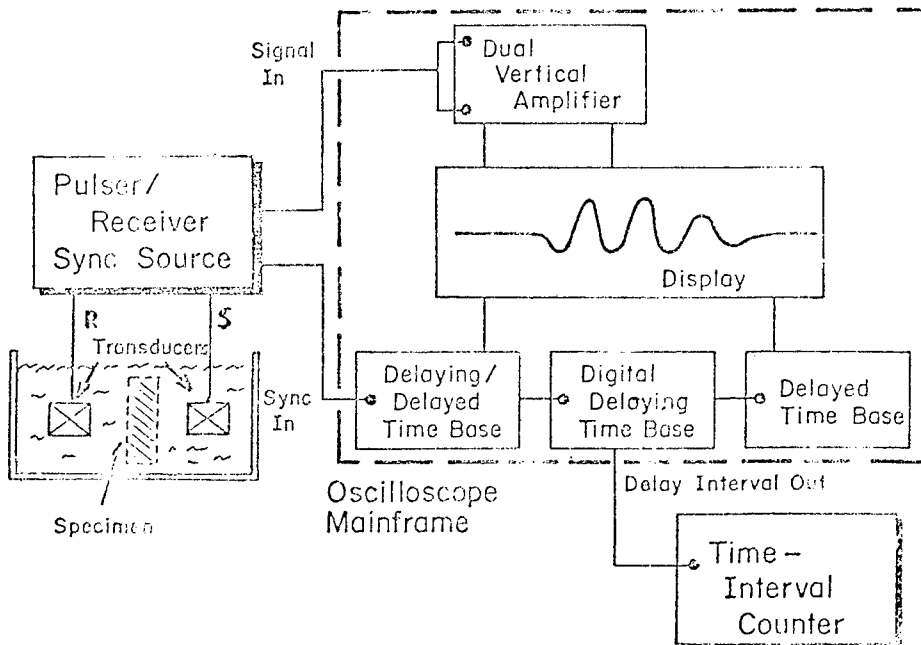 Signal
In
Dual
Vertical
Amplifier
Pulser/
Receiver
Sync Source
Display
R
S
Transducers
Sync
In
Delaying/
Delayed
Time Base
Digital
Delaying
Time Base
Delayed
Time Base
Specimen
Oscilloscope
Mainframe
Delay Interval Out
Time-
Interval
Counter